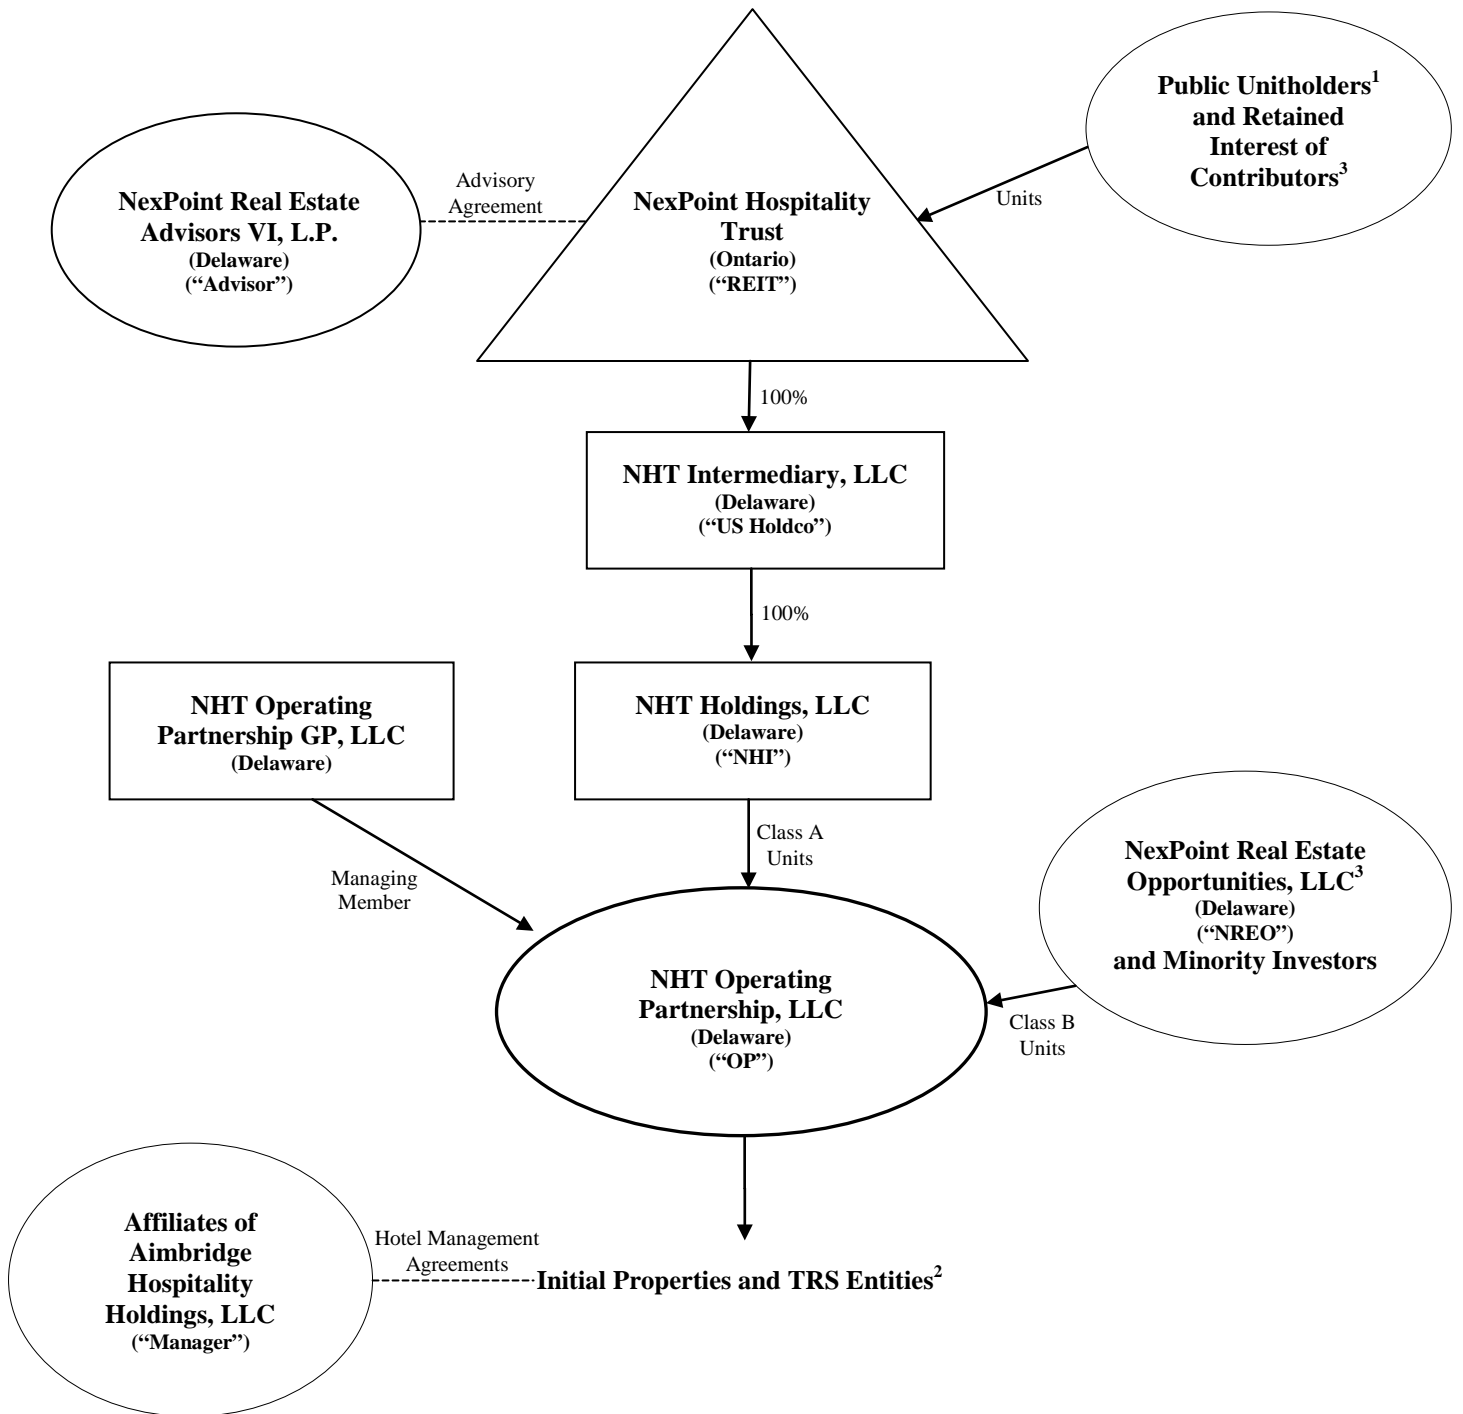 Public Unitholders¹
and Retained
Interest of
Contributors³
Units
NexPoint Real Estate
Advisors VI, L.P.
(Delaware)
(“Advisor”)
Advisory
Agreement
NexPoint Hospitality
Trust
(Ontario)
(“REIT”)
100%
NHT Intermediary, LLC
(Delaware)
(“US Holdco”)
100%
NHT Operating
Partnership GP, LLC
(Delaware)
NHT Holdings, LLC
(Delaware)
(“NHI”)
Managing
Member
Class A
Units
NexPoint Real Estate
Opportunities, LLC³
(Delaware)
(“NREO”)
and Minority Investors
NHT Operating
Partnership, LLC
(Delaware)
(“OP”)
Class B
Units
Affiliates of
Aimbridge
Hospitality
Holdings, LLC
(“Manager”)
Hotel Management
Agreements
Initial Properties and TRS Entities²